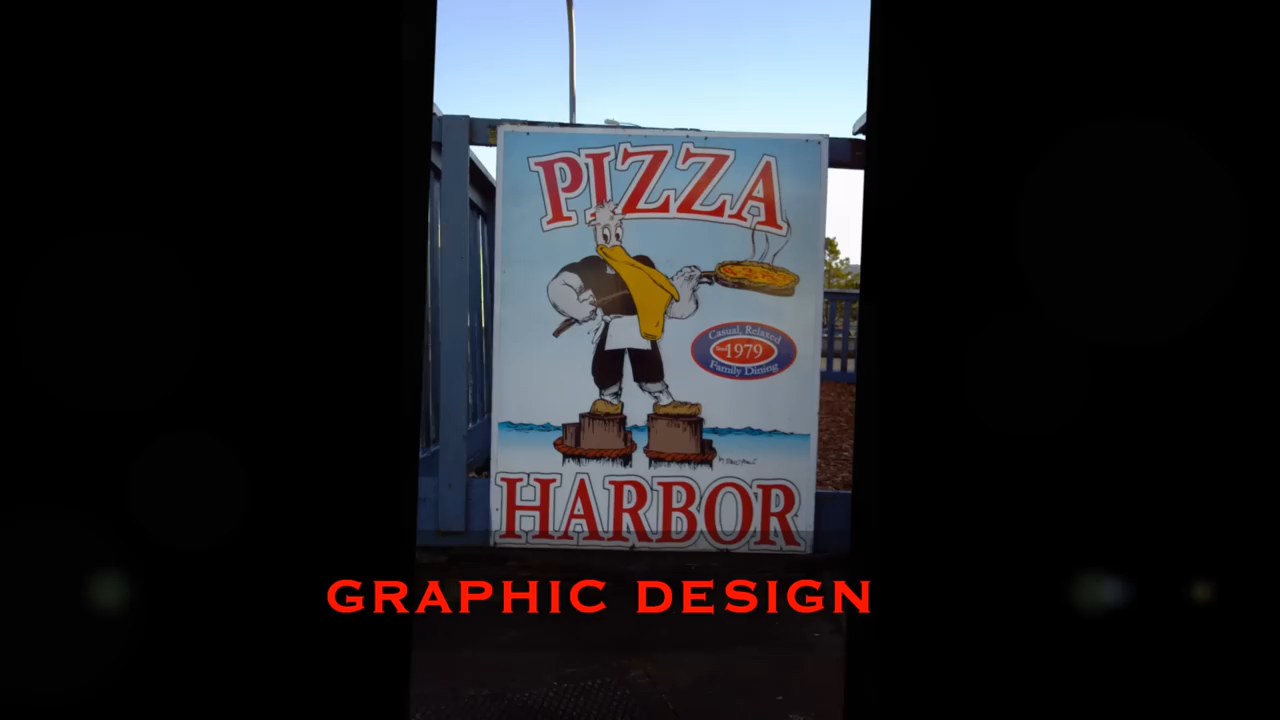 PIZZA
Casual, Relaxed
1979
Family Dining
HARBOR
GRAPHIC DESIGN